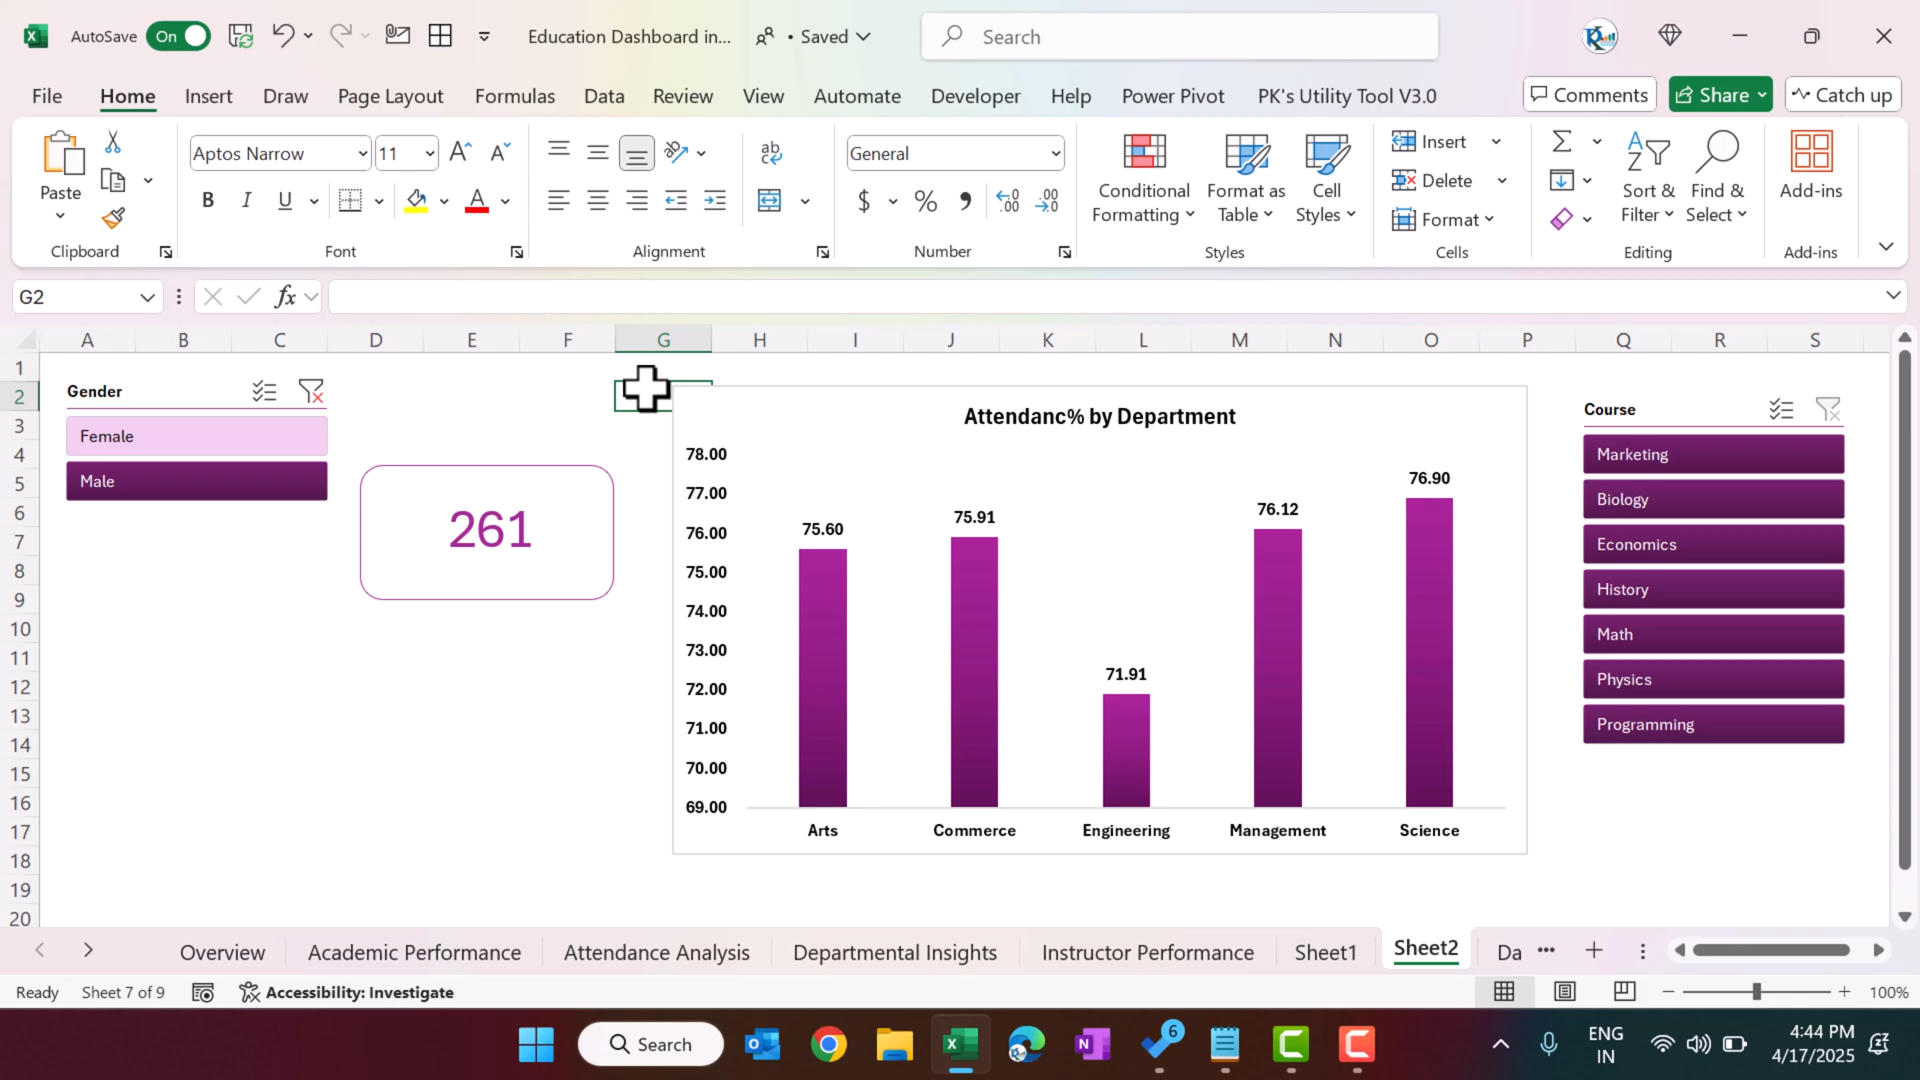 AutoSave On Education Dashboard in... • Saved Search
File Home Insert Draw Page Layout Formulas Data Review View Automate Developer Help Power Pivot PK's Utility Tool V3.0 Comments Share Catch up
Paste
Clipboard
Aptos Narrow 11
B I U A
Font
ab
Alignment
General
$ % 9
Number
Conditional Formatting
Format as Table
Cell Styles
Styles
Insert
Delete
Format
Cells
Sort & Filter
Find & Select
Editing
Add-ins
Add-ins
G2 fx
A B C D E F G H I J K L M N O P Q R S
1
2
3
4
5
6
7
8
9
10
11
12
13
14
15
16
17
18
19
20
Gender
Female
Male
261
Attendanc% by Department
78.00
77.00
76.00
75.00
74.00
73.00
72.00
71.00
70.00
69.00
75.60
75.91
71.91
76.12
76.90
Arts Commerce Engineering Management Science
Course
Marketing
Biology
Economics
History
Math
Physics
Programming
Overview Academic Performance Attendance Analysis Departmental Insights Instructor Performance Sheet1 Sheet2 Da ...
Ready Sheet 7 of 9 Accessibility: Investigate 100%
Search 6 ENG IN 4:44 PM 4/17/2025